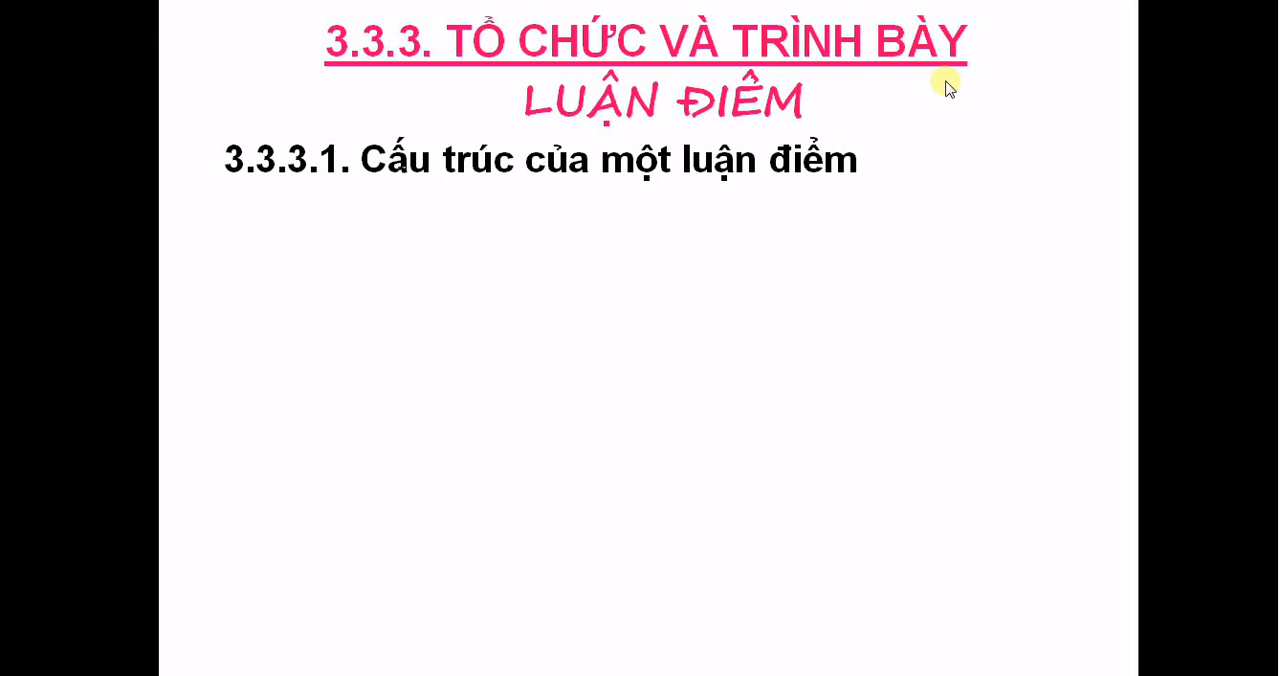 3.3.3. TỔ CHỨC VÀ TRÌNH BÀY
LUẬN ĐIỂM
3.3.3.1. Cấu trúc của một luận điểm